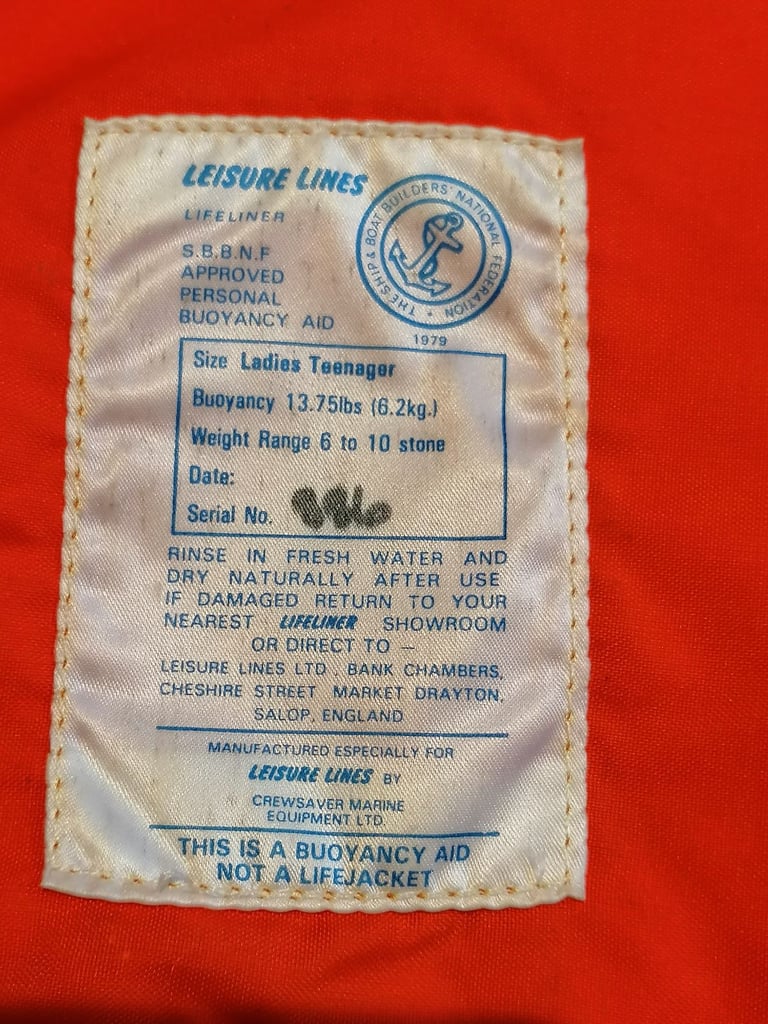 LEISURE LINES
LIFELINER
S.B.B.N.F
APPROVED
PERSONAL
BUOYANCY AID
THE SHIP & BOAT BUILDERS' NATIONAL FEDERATION
1979
Size Ladies Teenager
Buoyancy 13.75lbs (6.2kg.)
Weight Range 6 to 10 stone
Date:
Serial No.
RINSE IN FRESH WATER AND
DRY NATURALLY AFTER USE
IF DAMAGED RETURN TO YOUR
NEAREST LIFELINER SHOWROOM
OR DIRECT TO –
LEISURE LINES LTD., BANK CHAMBERS,
CHESHIRE STREET MARKET DRAYTON,
SALOP, ENGLAND
MANUFACTURED ESPECIALLY FOR
LEISURE LINES BY
CREWSAVER MARINE
EQUIPMENT LTD.
THIS IS A BUOYANCY AID
NOT A LIFEJACKET